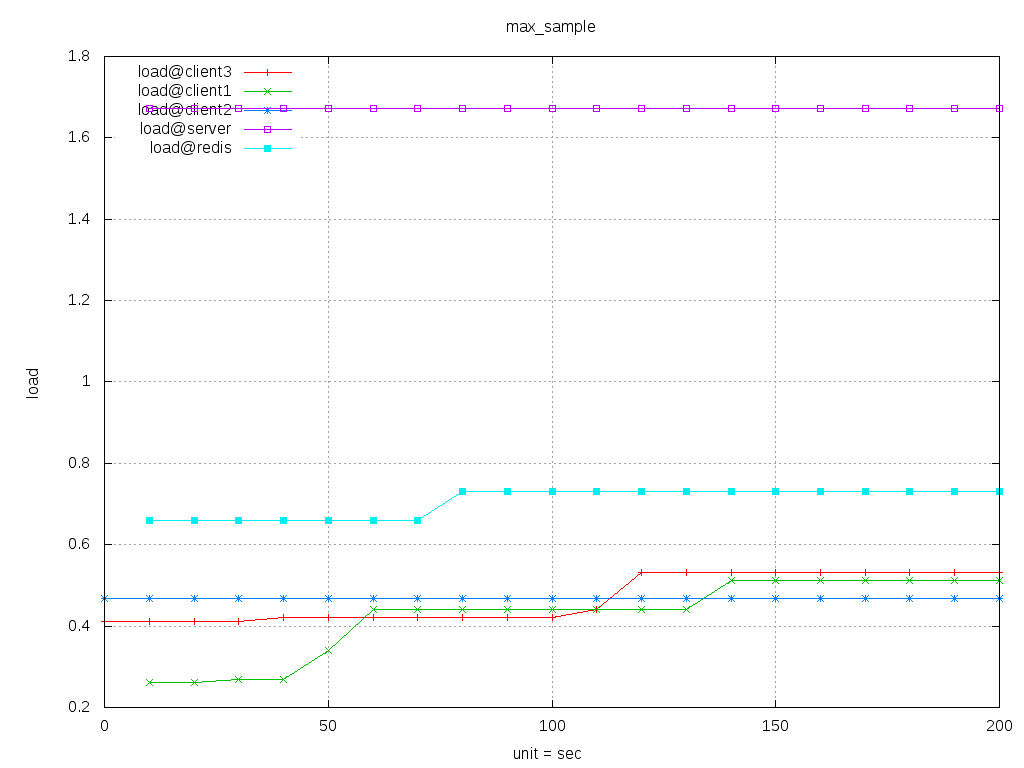 max_sample
1.8
load@client3
load@client1
load@client2
load@server
load@redis
1.6
1.4
1.2
1
load
0.8
0.6
0.4
0.2
0 50 100 150 200
unit = sec